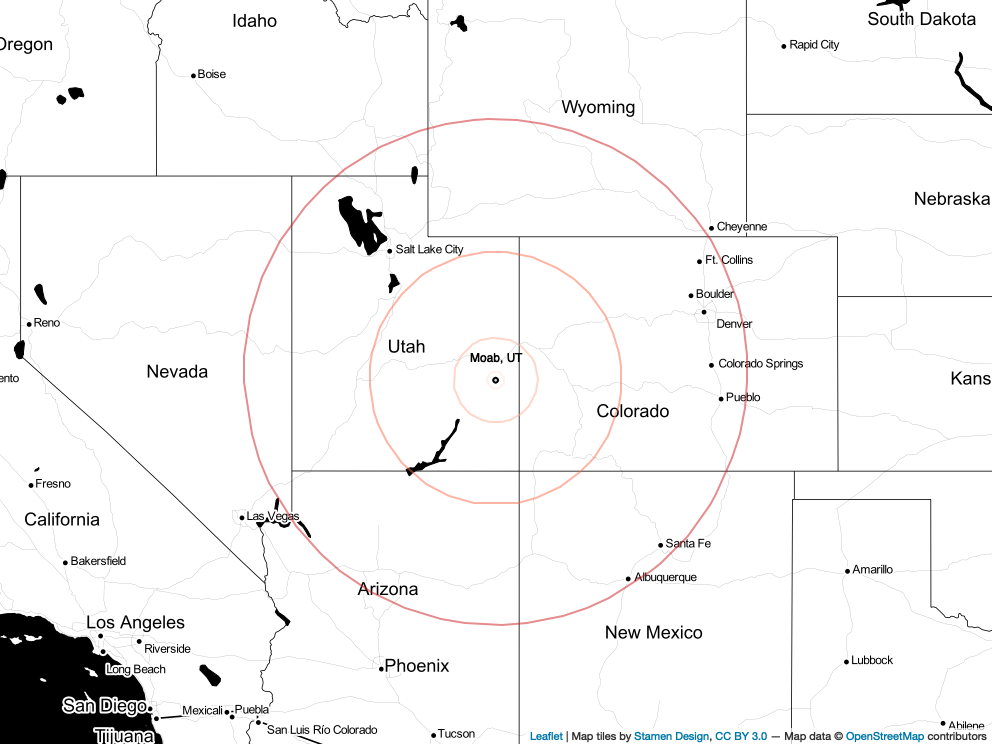 Idaho
South Dakota
Oregon
Rapid City
Boise
Wyoming
Nebraska
Cheyenne
Salt Lake City
Ft. Collins
Boulder
Reno
Denver
Utah
Moab, UT
Colorado Springs
Nevada
ento
Kans
Pueblo
Colorado
Fresno
Las Vegas
California
Santa Fe
Bakersfield
Amarillo
Albuquerque
Arizona
Los Angeles
New Mexico
Riverside
Lubbock
Phoenix
Long Beach
San Diego
Mexicali
Puebla
San Luis Río Colorado
Abilene
Tucson
Tijuana
Leaflet | Map tiles by Stamen Design, CC BY 3.0 — Map data © OpenStreetMap contributors